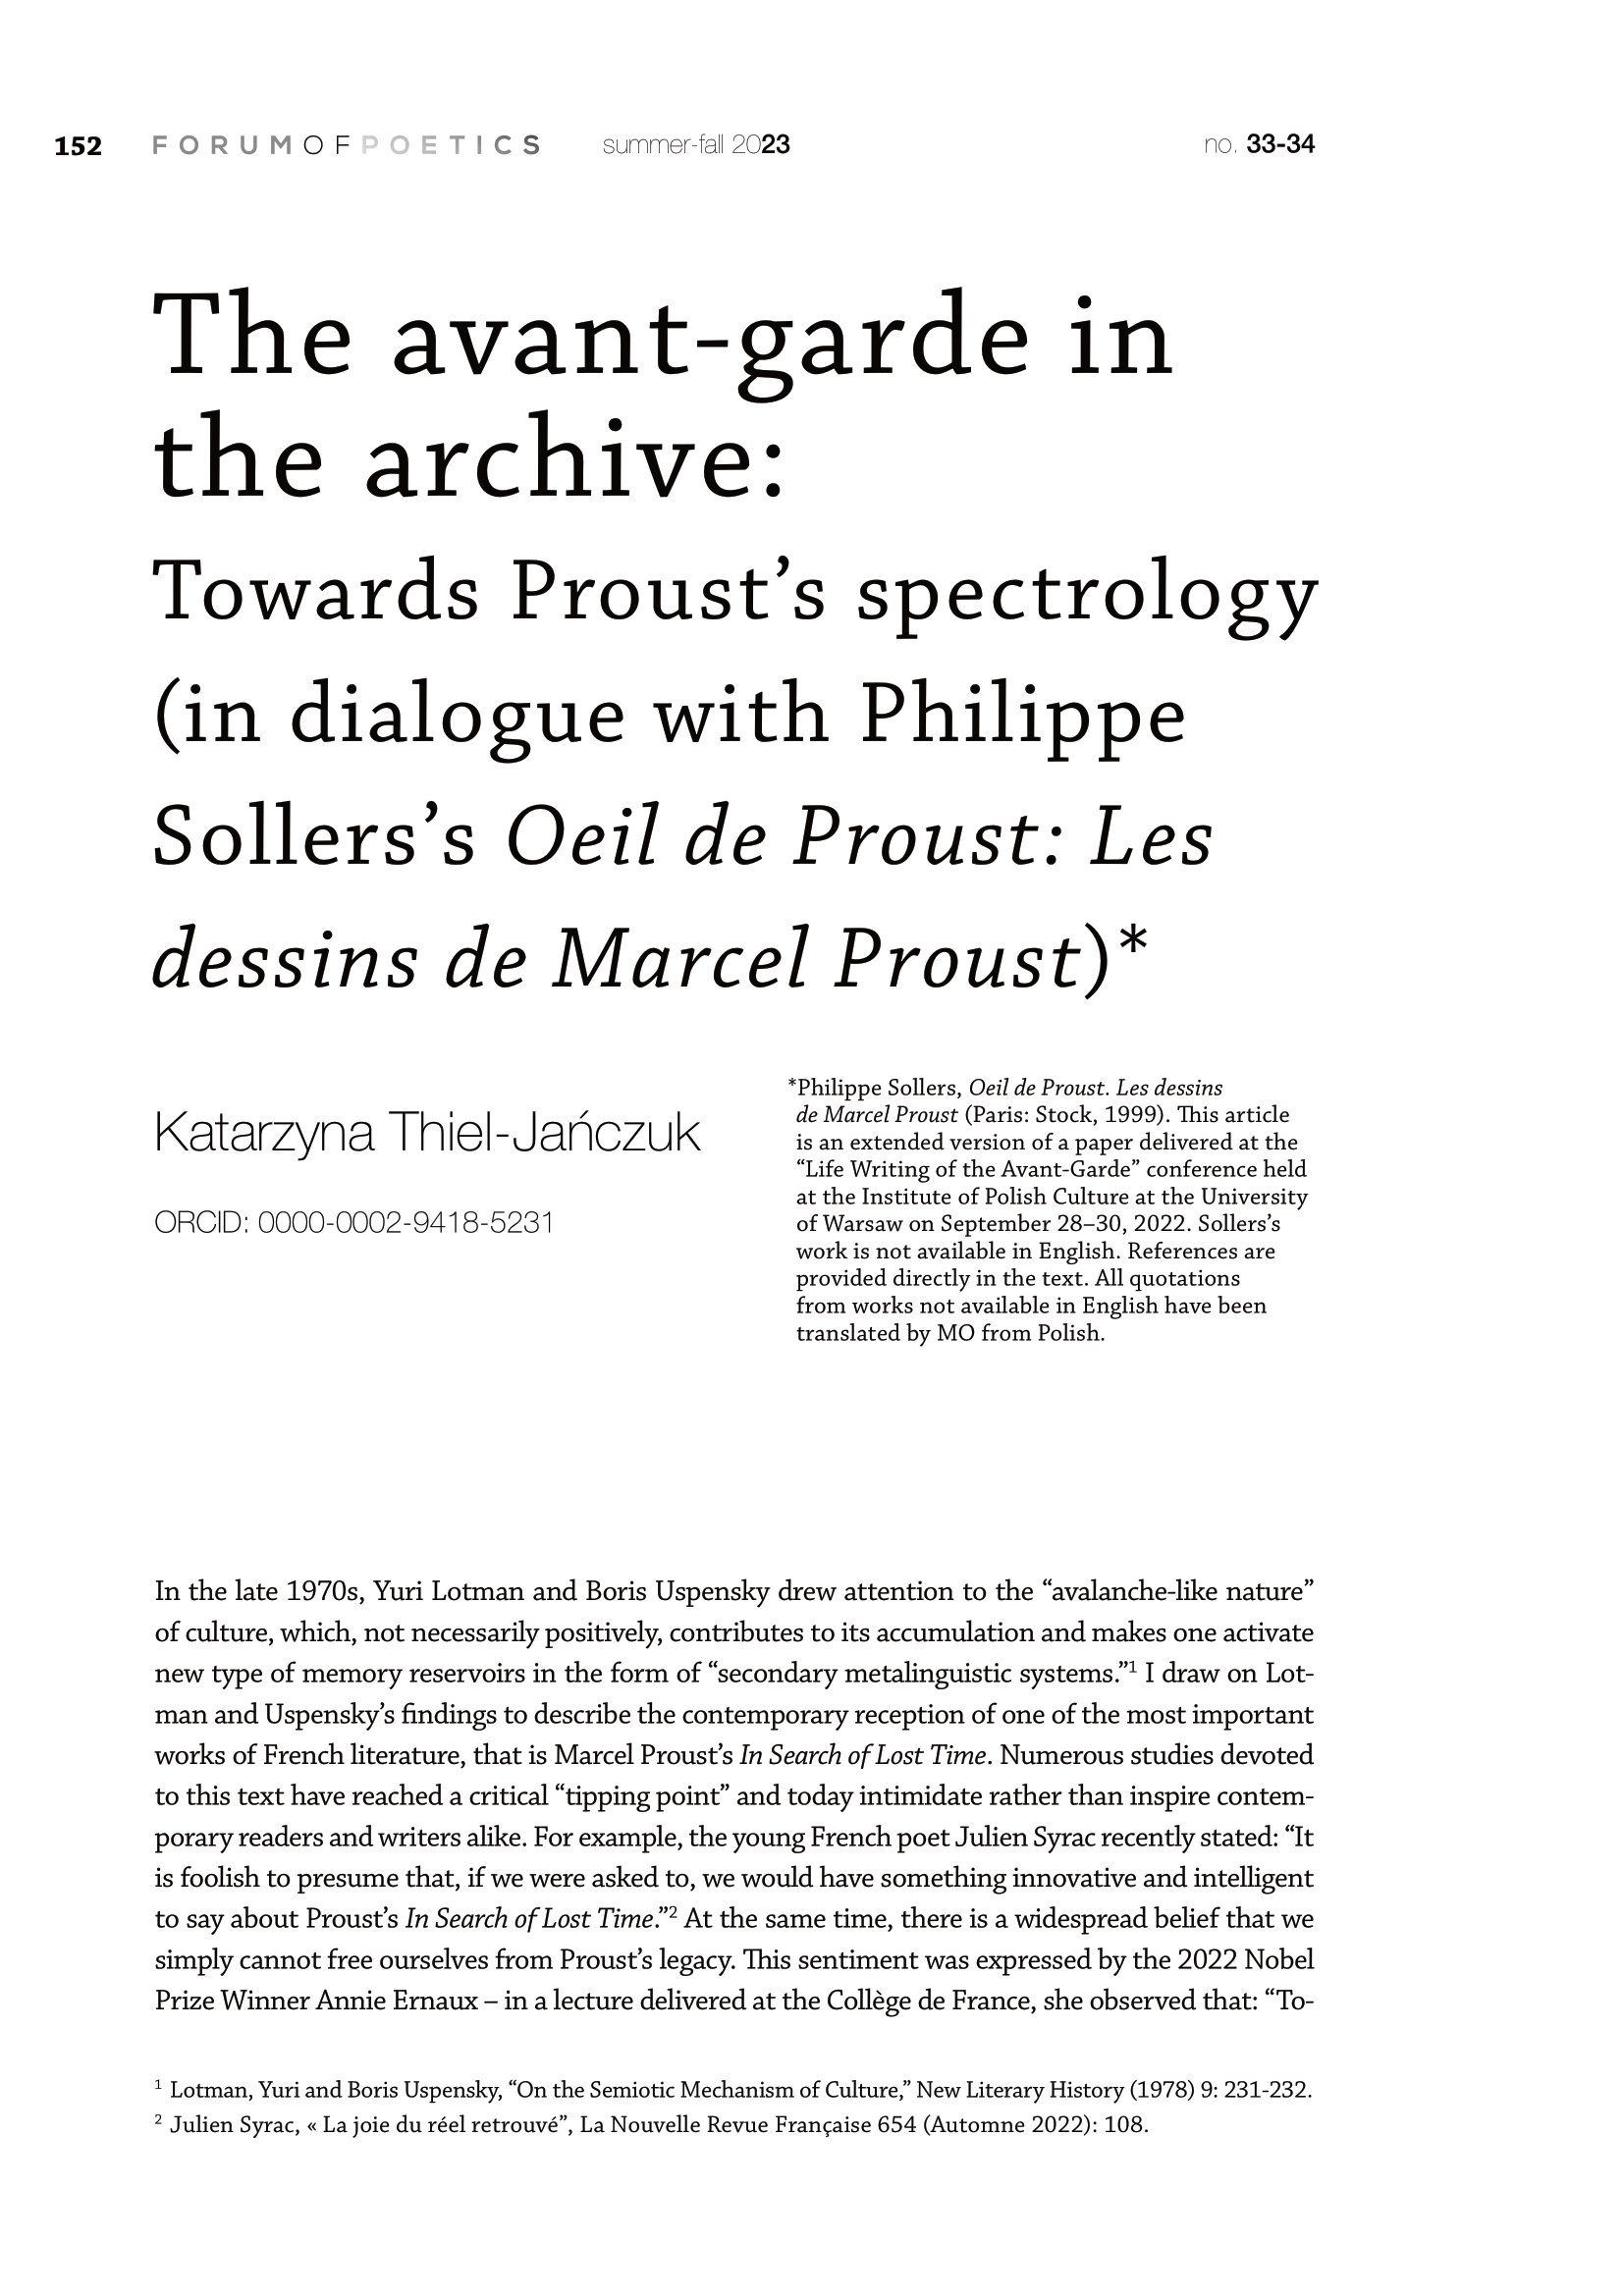 152 FORUMOFPOETICS summer-fall 2023 no. 33-34
The avant-garde in
the archive:
Towards Proust’s spectrology
(in dialogue with Philippe
Sollers’s Oeil de Proust: Les
dessins de Marcel Proust)*
Katarzyna Thiel-Jańczuk
ORCID: 0000-0002-9418-5231
*Philippe Sollers, Oeil de Proust. Les dessins
de Marcel Proust (Paris: Stock, 1999). This article
is an extended version of a paper delivered at the
“Life Writing of the Avant-Garde” conference held
at the Institute of Polish Culture at the University
of Warsaw on September 28–30, 2022. Sollers’s
work is not available in English. References are
provided directly in the text. All quotations
from works not available in English have been
translated by MO from Polish.
In the late 1970s, Yuri Lotman and Boris Uspensky drew attention to the “avalanche-like nature”
of culture, which, not necessarily positively, contributes to its accumulation and makes one activate
new type of memory reservoirs in the form of “secondary metalinguistic systems.”1 I draw on Lot-
man and Uspensky’s findings to describe the contemporary reception of one of the most important
works of French literature, that is Marcel Proust’s In Search of Lost Time. Numerous studies devoted
to this text have reached a critical “tipping point” and today intimidate rather than inspire contem-
porary readers and writers alike. For example, the young French poet Julien Syrac recently stated: “It
is foolish to presume that, if we were asked to, we would have something innovative and intelligent
to say about Proust’s In Search of Lost Time.”2 At the same time, there is a widespread belief that we
simply cannot free ourselves from Proust’s legacy. This sentiment was expressed by the 2022 Nobel
Prize Winner Annie Ernaux – in a lecture delivered at the Collège de France, she observed that: “To-
1 Lotman, Yuri and Boris Uspensky, “On the Semiotic Mechanism of Culture,” New Literary History (1978) 9: 231-232.
2 Julien Syrac, « La joie du réel retrouvé”, La Nouvelle Revue Française 654 (Automne 2022): 108.